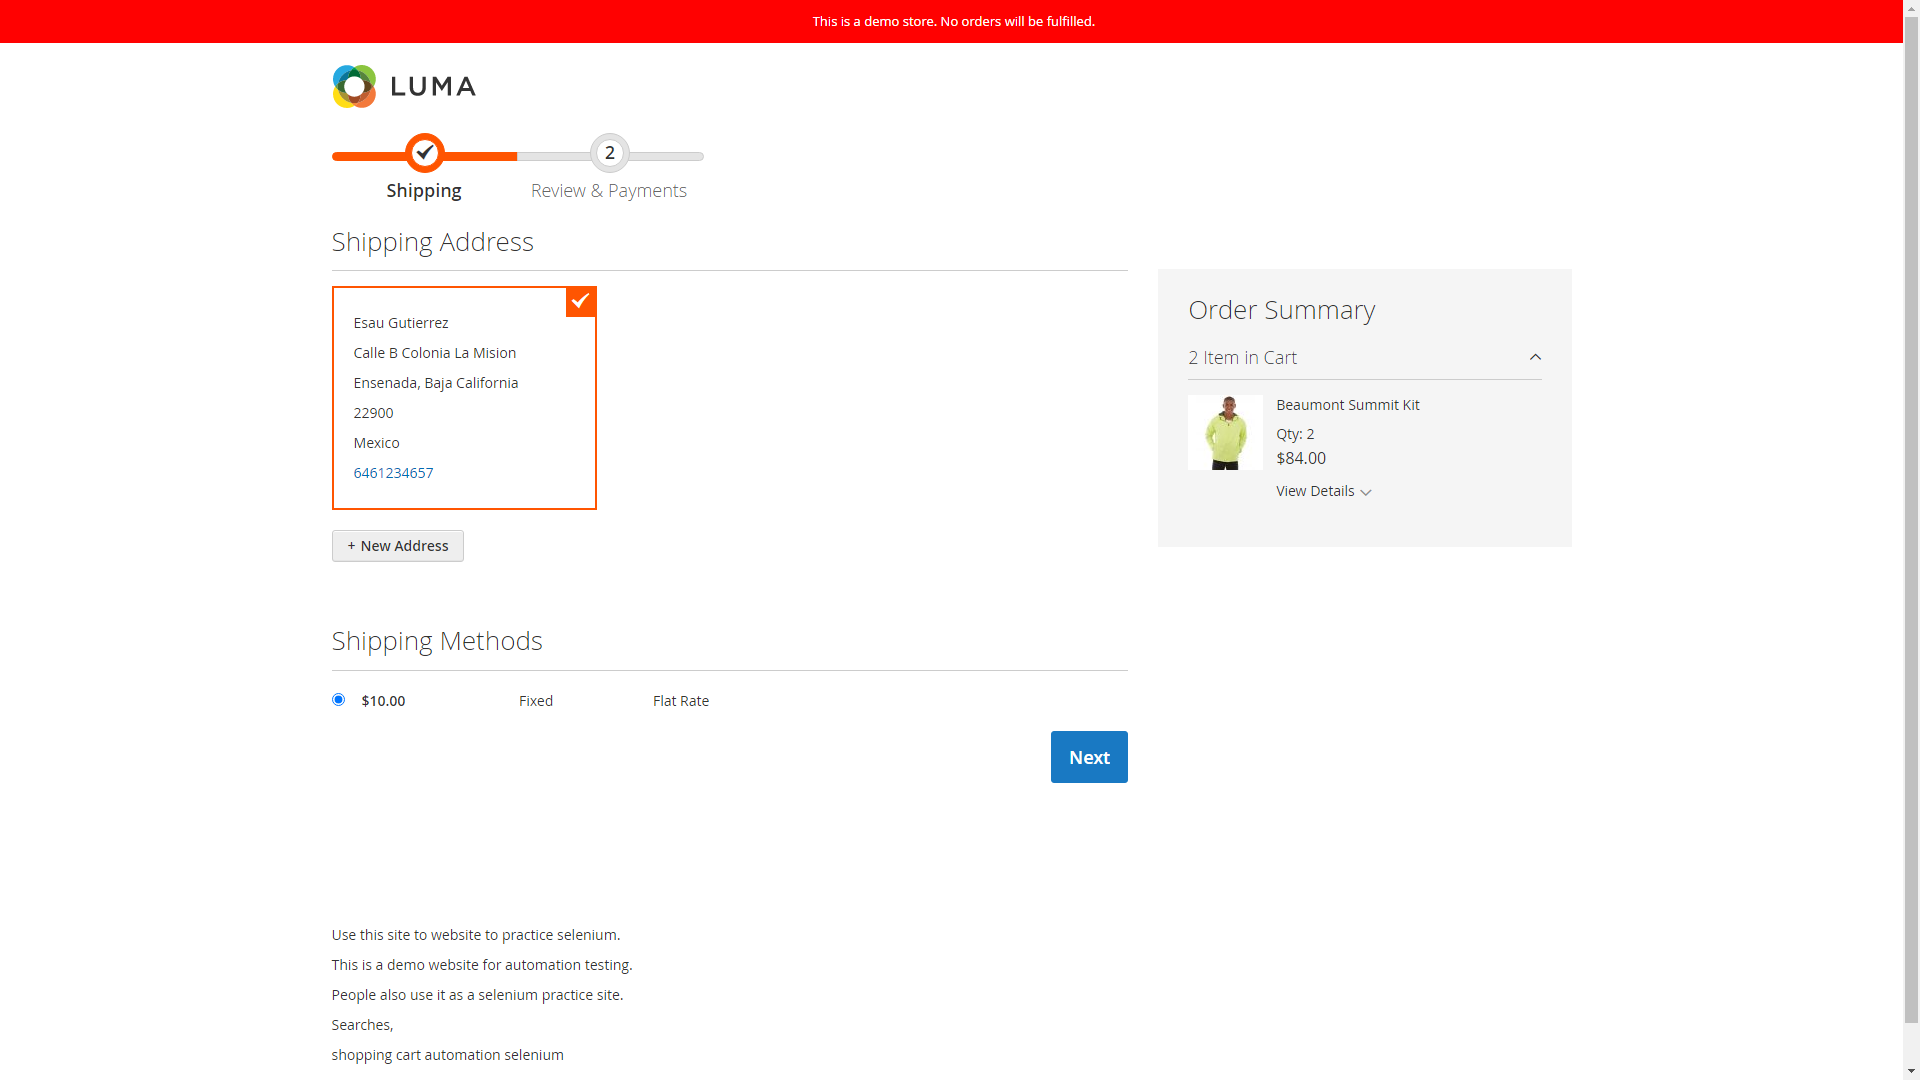 This is a demo store. No orders will be fulfilled.
LUMA
2
Shipping
Review & Payments
Shipping Address
Esau Gutierrez
Calle B Colonia La Mision
Ensenada, Baja California
22900
Mexico
6461234657
+ New Address
Order Summary
2 Item in Cart
Beaumont Summit Kit
Qty: 2
$84.00
View Details
Shipping Methods
$10.00 Fixed Flat Rate
Next
Use this site to website to practice selenium.
This is a demo website for automation testing.
People also use it as a selenium practice site.
Searches,
shopping cart automation selenium